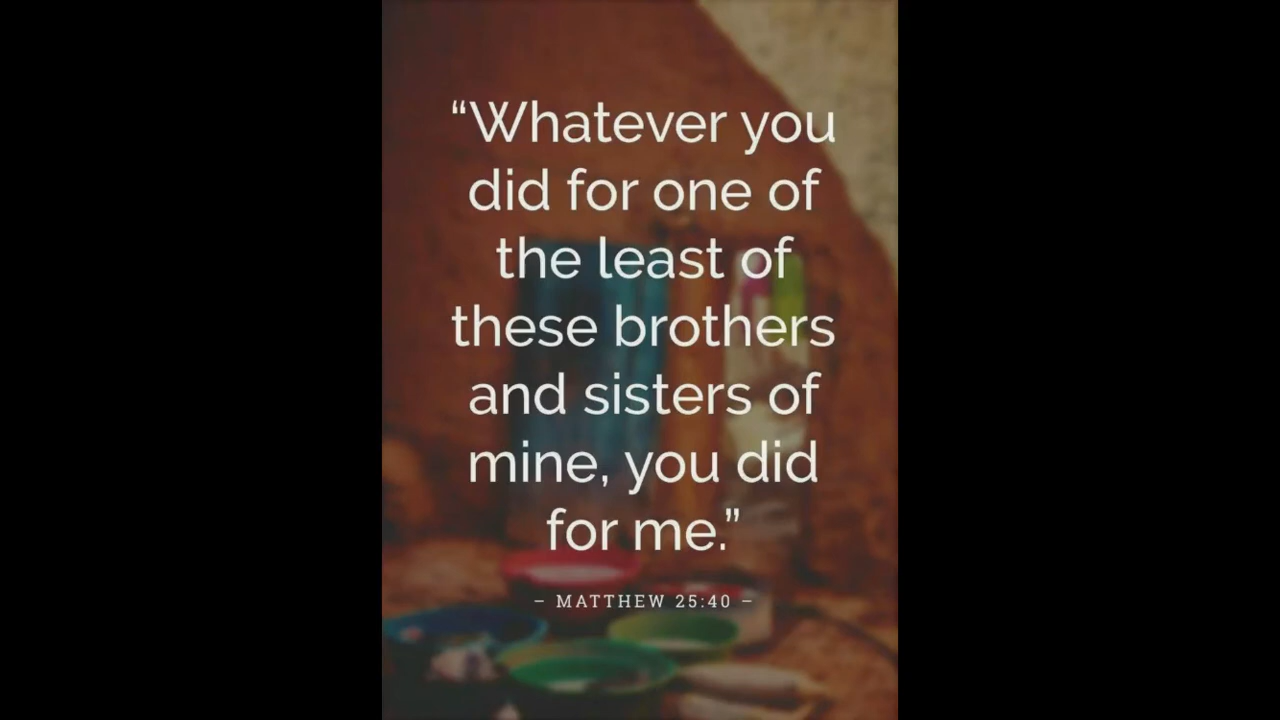 “Whatever you
did for one of
the least of
these brothers
and sisters of
mine, you did
for me.”
– MATTHEW 25:40 –